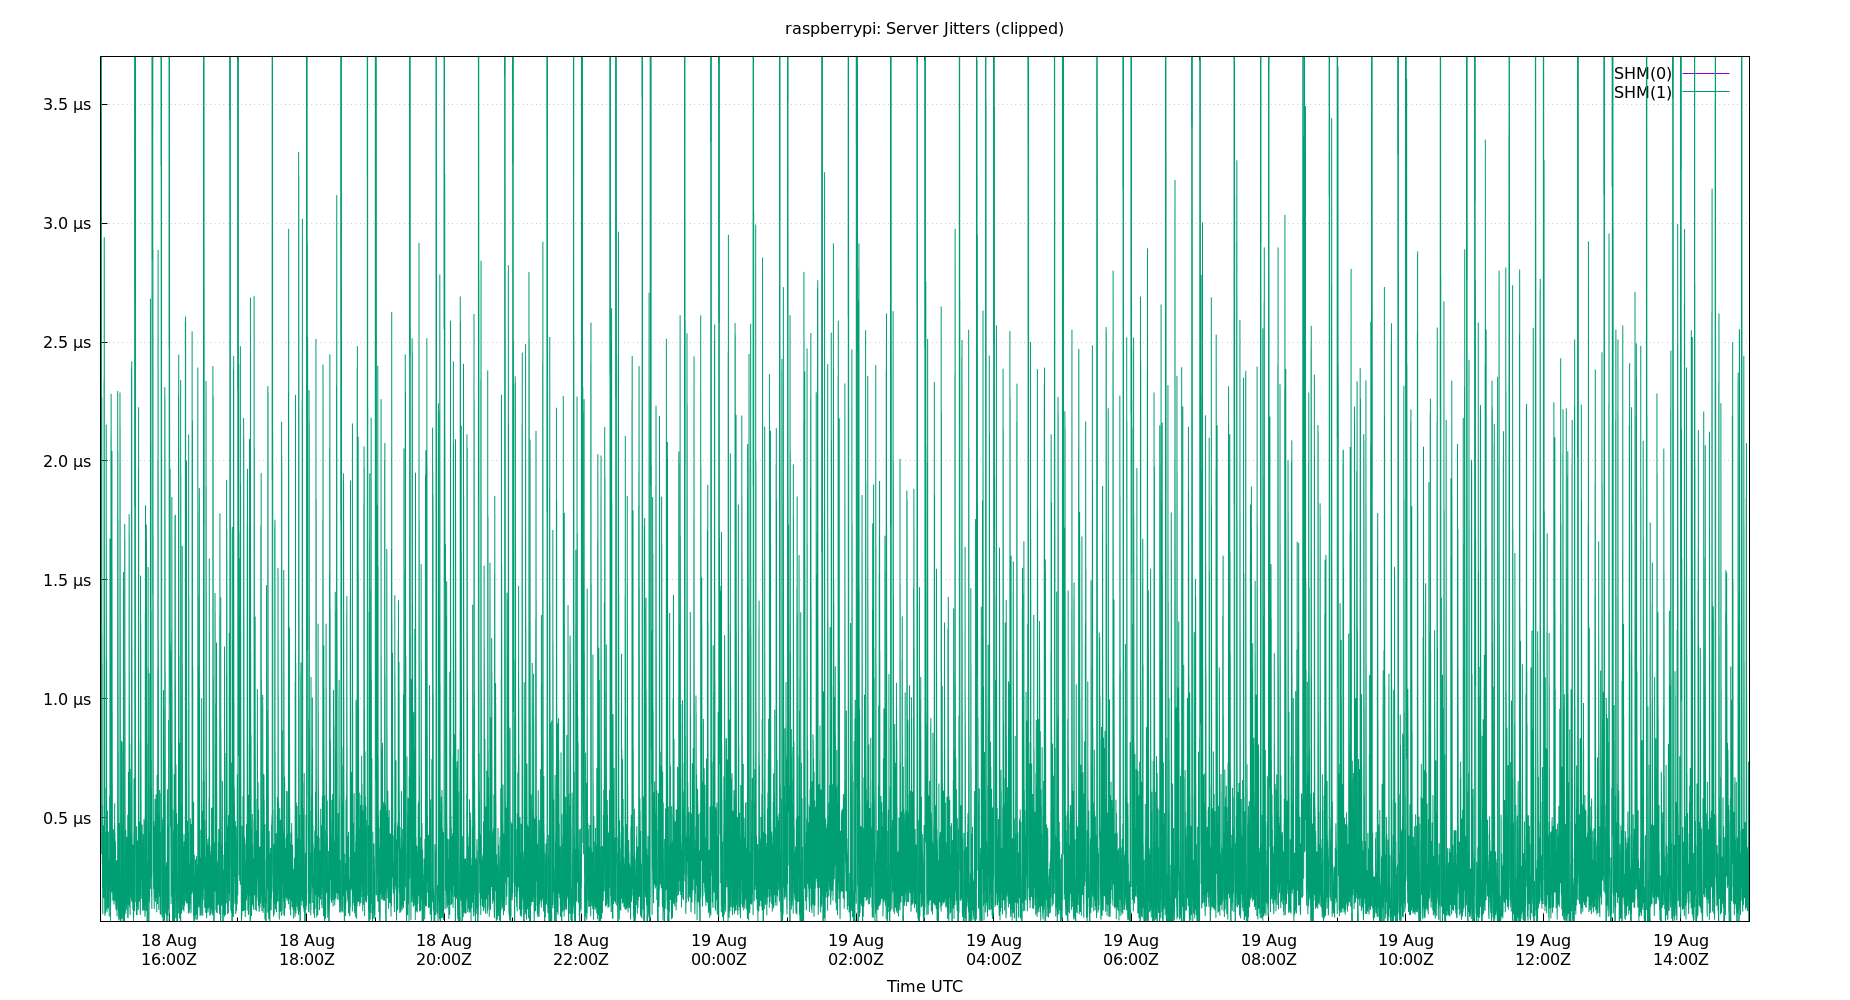 raspberrypi: Server Jitters (clipped)
SHM(0)
SHM(1)
3.5 µs
3.0 µs
2.5 µs
2.0 µs
1.5 µs
1.0 µs
0.5 µs
18 Aug 18 Aug 18 Aug 18 Aug 19 Aug 19 Aug 19 Aug 19 Aug 19 Aug 19 Aug 19 Aug 19 Aug
16:00Z 18:00Z 20:00Z 22:00Z 00:00Z 02:00Z 04:00Z 06:00Z 08:00Z 10:00Z 12:00Z 14:00Z
Time UTC